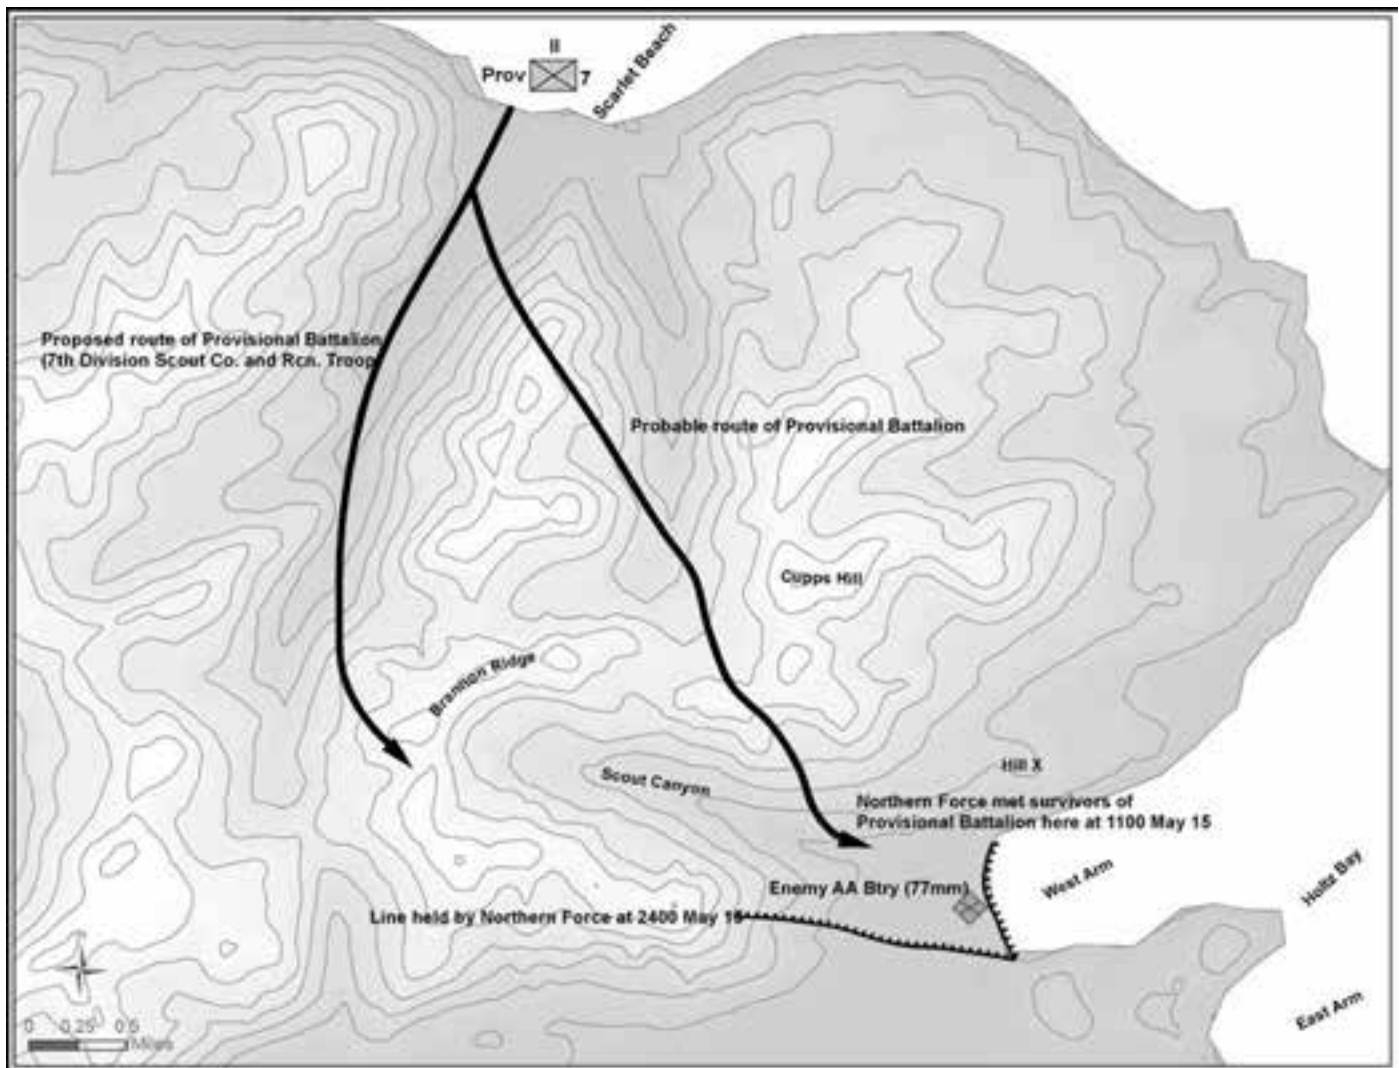 II
Prov 7
Scarlet Beach
Proposed route of Provisional Battalion
(7th Division Scout Co. and Rcn. Troop
Probable route of Provisional Battalion
Cupps Hill
Brannon Ridge
Scout Canyon
Hill X
Northern Force met survivors of
Provisional Battalion here at 1100 May 15
West Arm
Holtz Bay
Enemy AA Btry (77mm)
Line held by Northern Force at 2400 May
East Arm
0 0.25 0.5
Miles